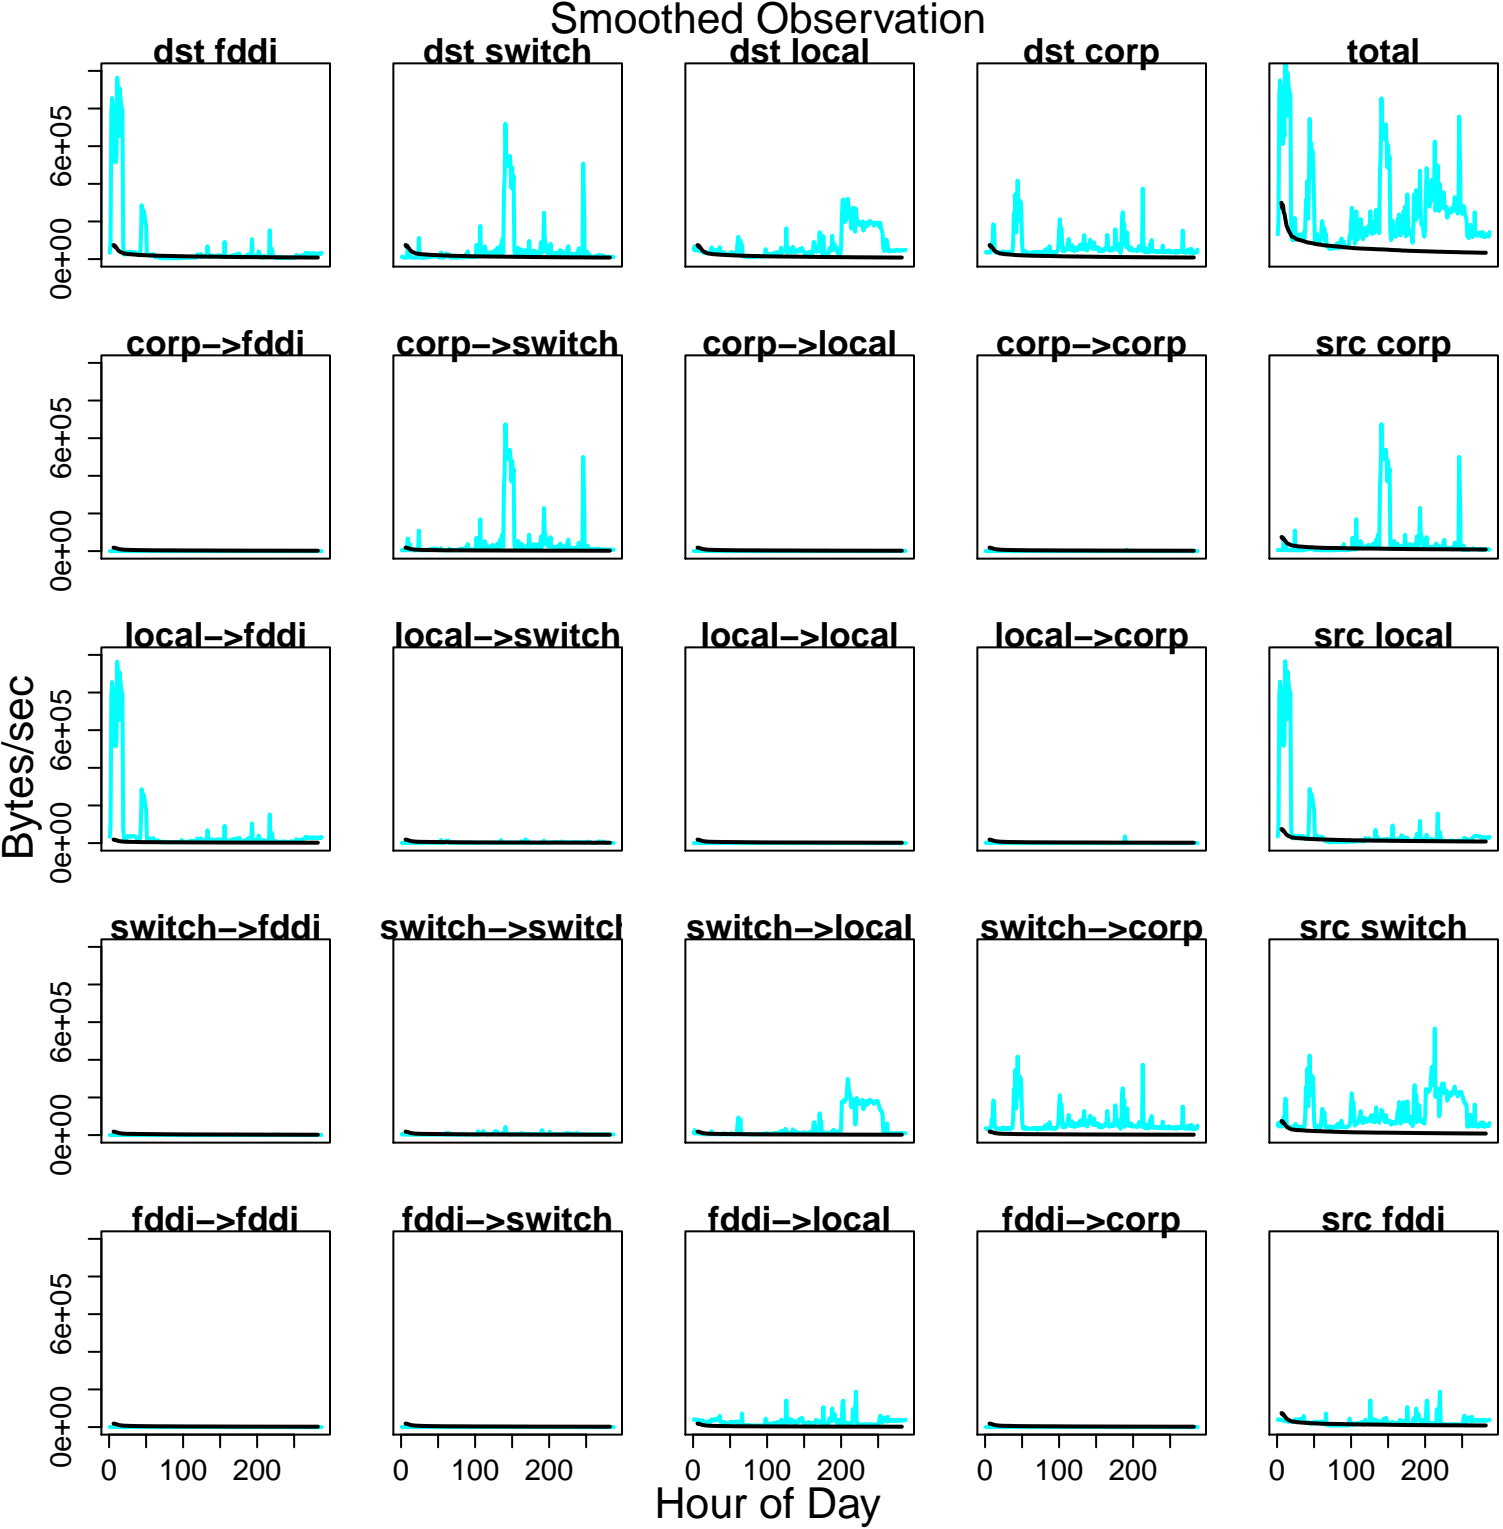 Smoothed Observation
dst fddi dst switch dst local dst corp total
0e+00 6e+05
corp->fddi corp->switch corp->local corp->corp src corp
0e+00 6e+05
local->fddi local->switch local->local local->corp src local
0e+00 6e+05
Bytes/sec
switch->fddi switch->switch switch->local switch->corp src switch
0e+00 6e+05
fddi->fddi fddi->switch fddi->local fddi->corp src fddi
0e+00 6e+05
0 100 200 0 100 200 0 100 200 0 100 200 0 100 200
Hour of Day